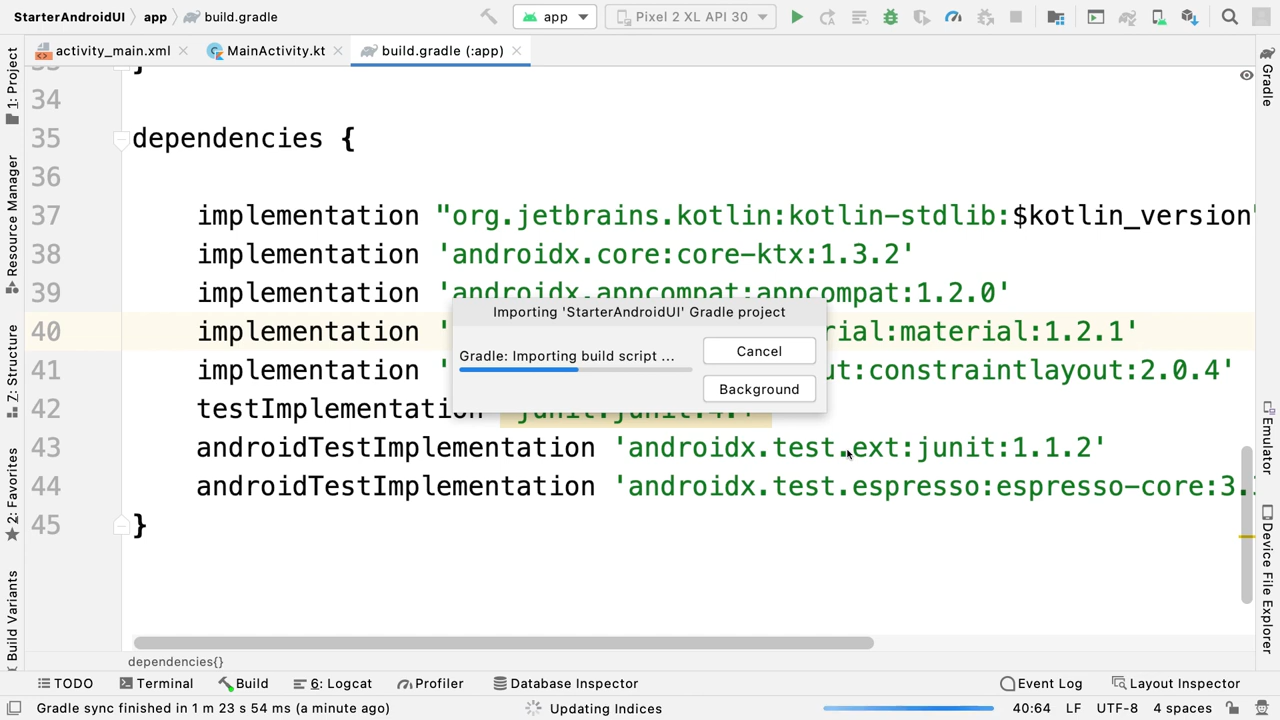 StarterAndroidUI
app
build.gradle
app
Pixel 2 XL API 30
activity_main.xml
MainActivity.kt
build.gradle (:app)
1: Project
Resource Manager
Z: Structure
2: Favorites
Build Variants
34
35 dependencies {
36
37 implementation "org.jetbrains.kotlin:kotlin-stdlib:$kotlin_version"
38 implementation 'androidx.core:core-ktx:1.3.2'
39 implementation 'androidx.appcompat:appcompat:1.2.0'
40 implementation ' rial:material:1.2.1'
41 implementation ' ut:constraintlayout:2.0.4'
42 testImplementation 'junit:junit:4.+'
43 androidTestImplementation 'androidx.test.ext:junit:1.1.2'
44 androidTestImplementation 'androidx.test.espresso:espresso-core:3.
45 }
Importing 'StarterAndroidUI' Gradle project
Gradle: Importing build script ...
Cancel
Background
Gradle
Emulator
Device File Explorer
dependencies{}
TODO
Terminal
Build
6: Logcat
Profiler
Database Inspector
Event Log
Layout Inspector
Gradle sync finished in 1 m 23 s 54 ms (a minute ago)
Updating Indices
40:64
LF
UTF-8
4 spaces